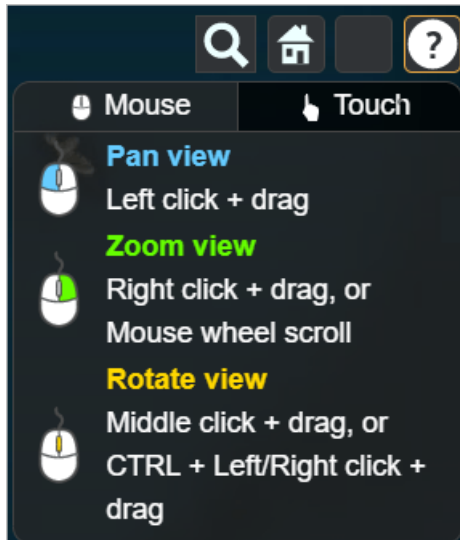 ?
Mouse
Touch
Pan view
Left click + drag
Zoom view
Right click + drag, or
Mouse wheel scroll
Rotate view
Middle click + drag, or
CTRL + Left/Right click +
drag